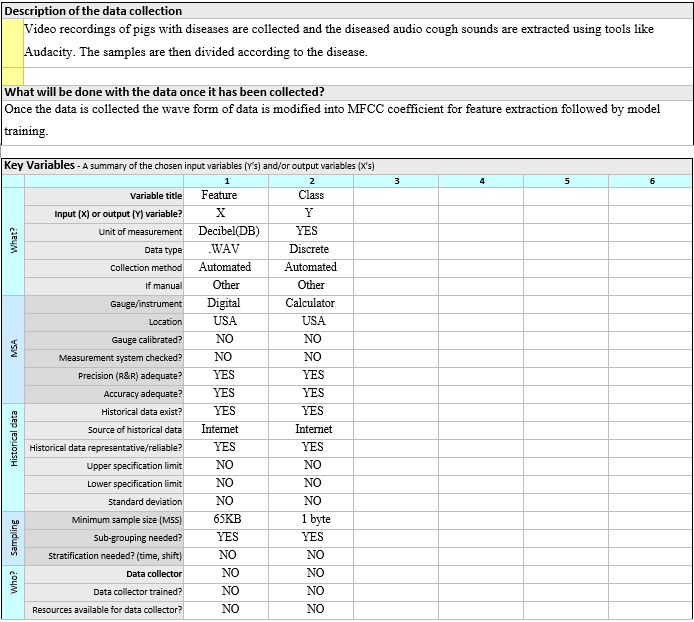 Description of the data collection
Video recordings of pigs with diseases are collected and the diseased audio cough sounds are extracted using tools like
Audacity. The samples are then divided according to the disease.
What will be done with the data once it has been collected?
Once the data is collected the wave form of data is modified into MFCC coefficient for feature extraction followed by model
training.
Key Variables - A summary of the chosen input variables (Y's) and/or output variables (X's)
1 2 3 4 5 6
What?
Variable title Feature Class
Input (X) or output (Y) variable? X Y
Unit of measurement Decibel(DB) YES
Data type .WAV Discrete
Collection method Automated Automated
If manual Other Other
MSA
Gauge/instrument Digital Calculator
Location USA USA
Gauge calibrated? NO NO
Measurement system checked? NO NO
Precision (R&R) adequate? YES YES
Accuracy adequate? YES YES
Historical data
Historical data exist? YES YES
Source of historical data Internet Internet
Historical data representative/reliable? YES YES
Upper specification limit NO NO
Lower specification limit NO NO
Standard deviation NO NO
Sampling
Minimum sample size (MSS) 65KB 1 byte
Sub-grouping needed? YES YES
Stratification needed? (time, shift) NO NO
Who?
Data collector NO NO
Data collector trained? NO NO
Resources available for data collector? NO NO